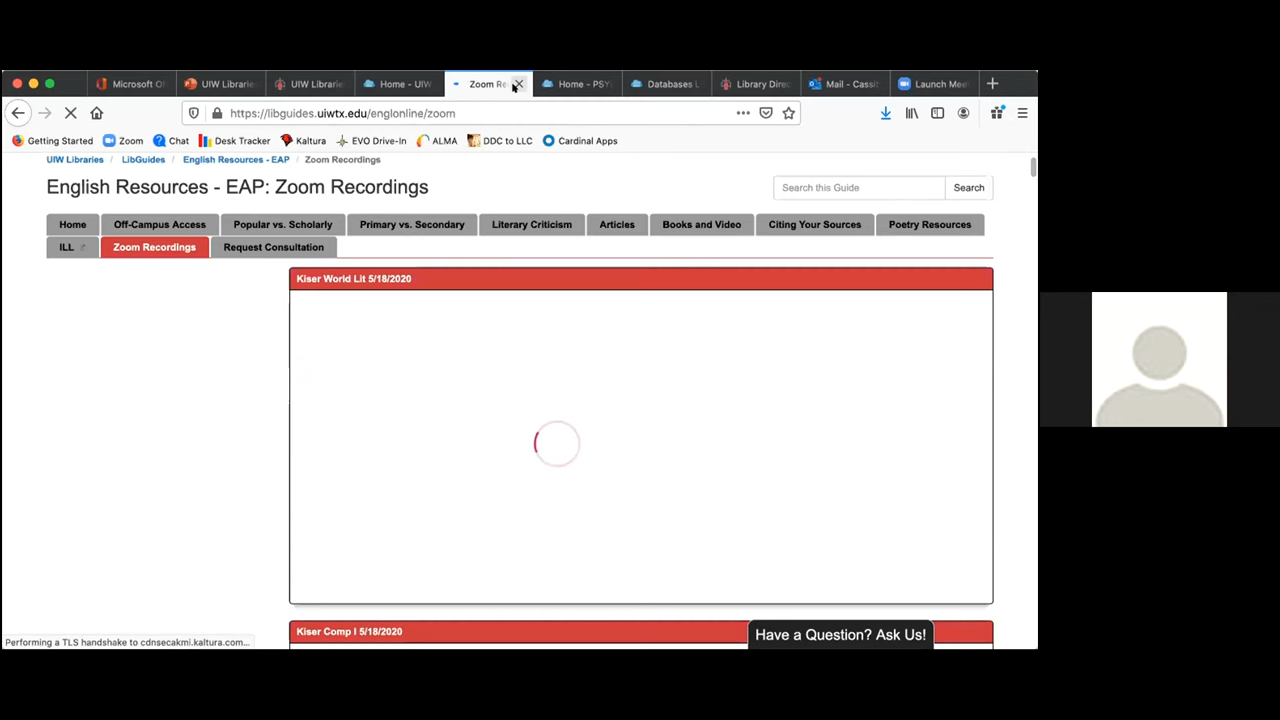 Microsoft O
UIW Libraries
UIW Librarie
Home - UIW
Zoom Re
Home - PSY
Databases L
Library Direc
Mail - Cassi
Launch Mee
https://libguides.uiwtx.edu/englonline/zoom
Getting Started Zoom Chat Desk Tracker Kaltura EVO Drive-In ALMA DDC to LLC Cardinal Apps
UIW Libraries / LibGuides / English Resources - EAP / Zoom Recordings
English Resources - EAP: Zoom Recordings
Search this Guide Search
Home Off-Campus Access Popular vs. Scholarly Primary vs. Secondary Literary Criticism Articles Books and Video Citing Your Sources Poetry Resources
ILL Zoom Recordings Request Consultation
Kiser World Lit 5/18/2020
Kiser Comp I 5/18/2020
Have a Question? Ask Us!
Performing a TLS handshake to cdnsecakmi.kaltura.com...